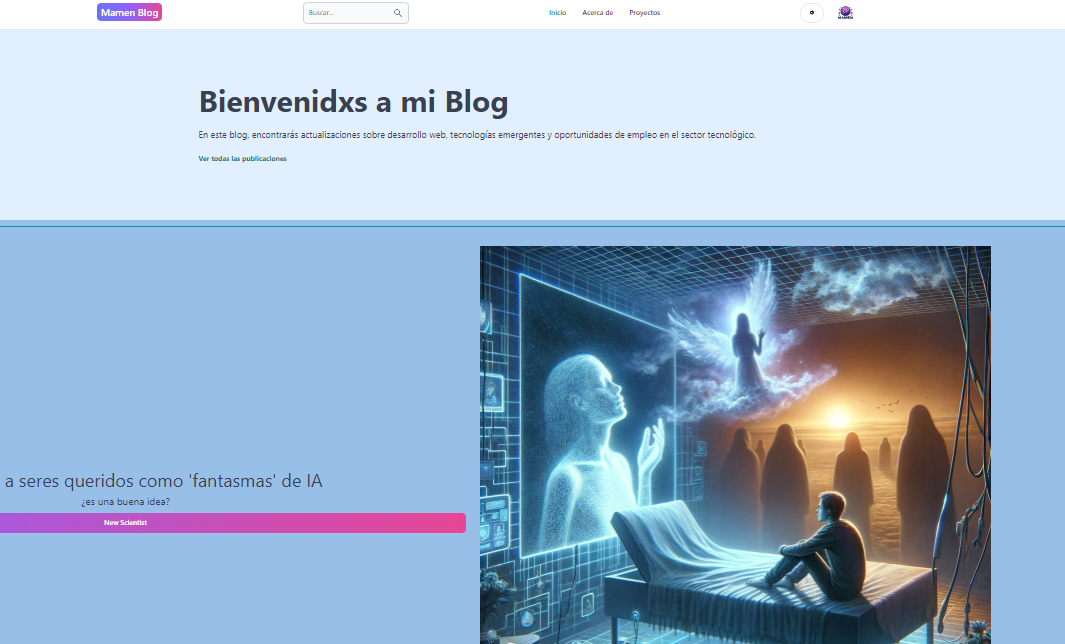 Mamen Blog
Buscar...
Inicio
Acerca de
Proyectos
MAMEN
Bienvenidxs a mi Blog
En este blog, encontrarás actualizaciones sobre desarrollo web, tecnologías emergentes y oportunidades de empleo en el sector tecnológico.
Ver todas las publicaciones
a seres queridos como 'fantasmas' de IA
¿es una buena idea?
New Scientist